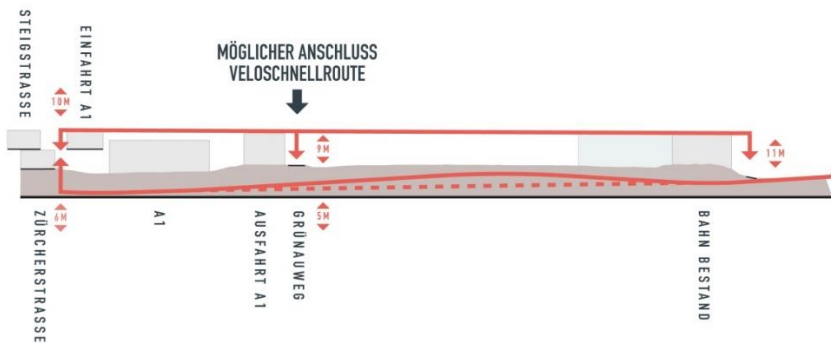 STEIGSTRASSE
EINFAHRT A1
10M
MÖGLICHER ANSCHLUSS
VELOSCHNELLROUTE
9M
11M
6M
5M
ZÜRCHERSTRASSE
A1
AUSFAHRT A1
GRÜNAUWEG
BAHN BESTAND